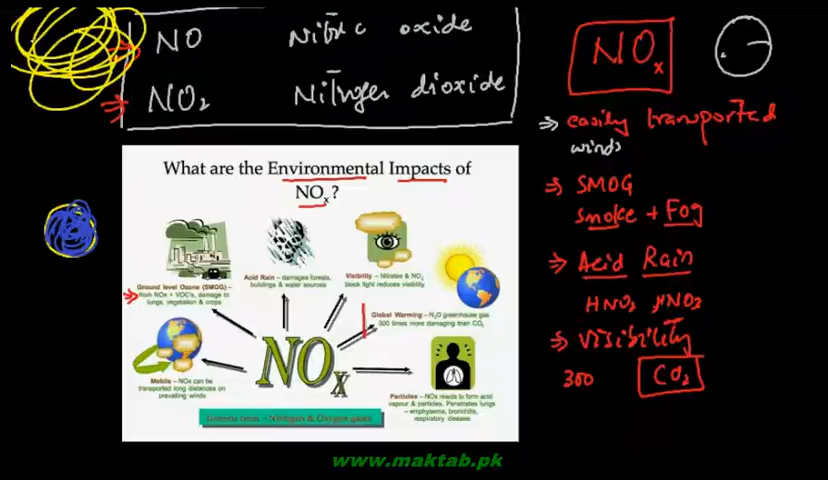 NO Nitric oxide
NO2 Nitrogen dioxide
NOx
⇒ easily transported
winds
⇒ SMOG
smoke + Fog
⇒ Acid Rain
HNO3 HNO2
⇒ visibility
300 CO2
What are the Environmental Impacts of
NOx?
Ground level Ozone (SMOG) –
from NOx + VOC's, damage to
lungs, vegetation & crops
Acid Rain – damages forests,
buildings & water sources
Visibility – Nitrates & NO2
block light reduces visibility
Global Warming – N2O greenhouse gas
300 times more damaging than CO2
Mobile – NOx can be
transported long distances on
prevailing winds
NOx
Particles – NOx reacts to form acid
vapour & particles. Penetrates lungs
– emphysema, bronchitis,
respiratory disease
– Nitrogen & Oxygen gases
www.maktab.pk